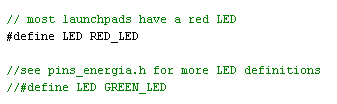 // most launchpads have a red LED
#define LED RED_LED
//see pins_energia.h for more LED definitions
//#define LED GREEN_LED